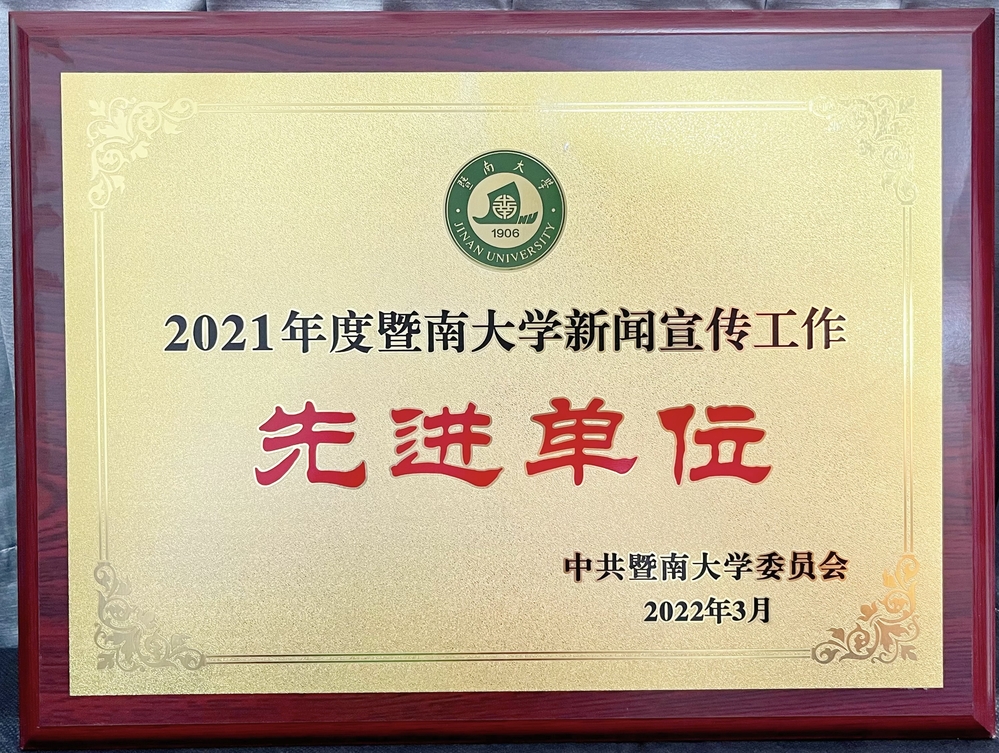 暨南大學
1906
JINAN UNIVERSITY
2021年度暨南大学新闻宣传工作
先进单位
中共暨南大学委员会
2022年3月